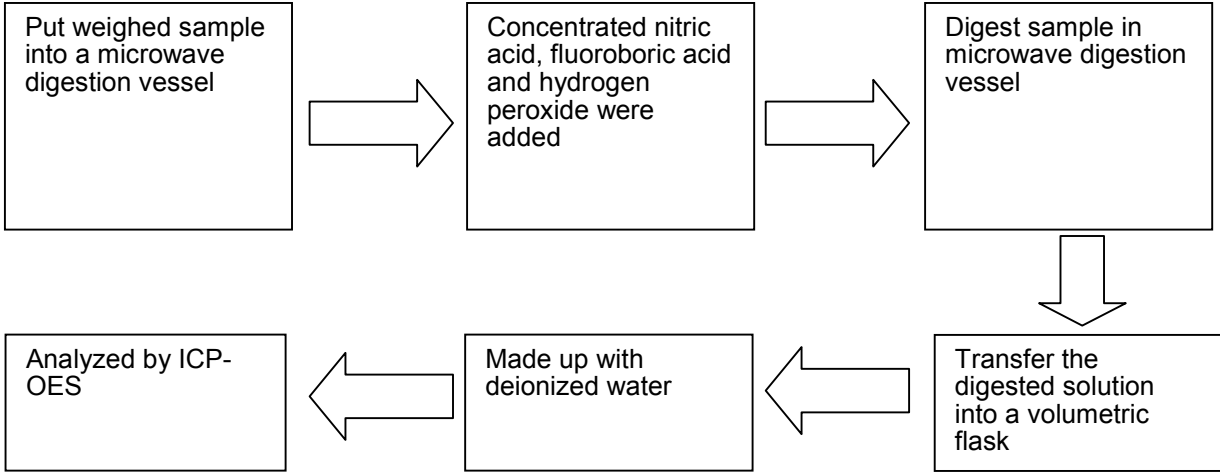 Put weighed sample
into a microwave
digestion vessel
Concentrated nitric
acid, fluoroboric acid
and hydrogen
peroxide were
added
Digest sample in
microwave digestion
vessel
Transfer the
digested solution
into a volumetric
flask
Made up with
deionized water
Analyzed by ICP-
OES